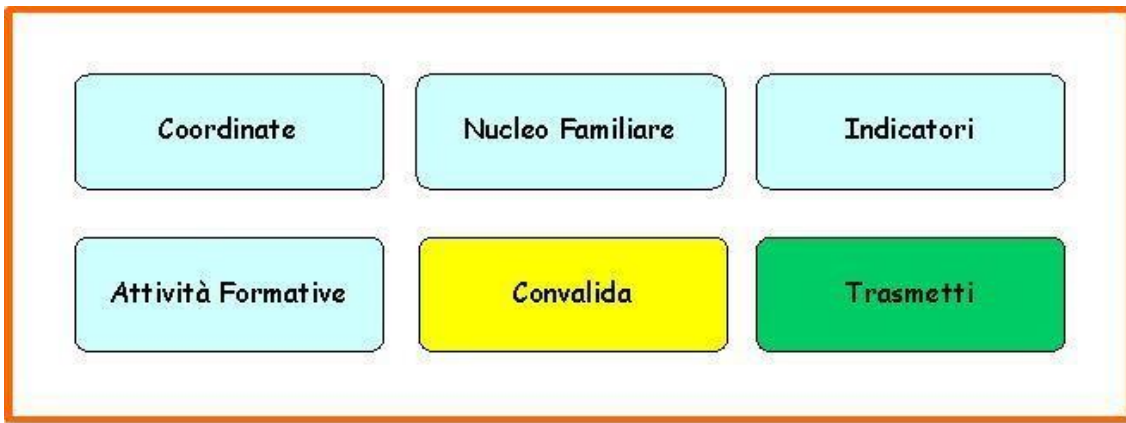 Coordinate
Nucleo Familiare
Indicatori
Attività Formative
Convalida
Trasmetti